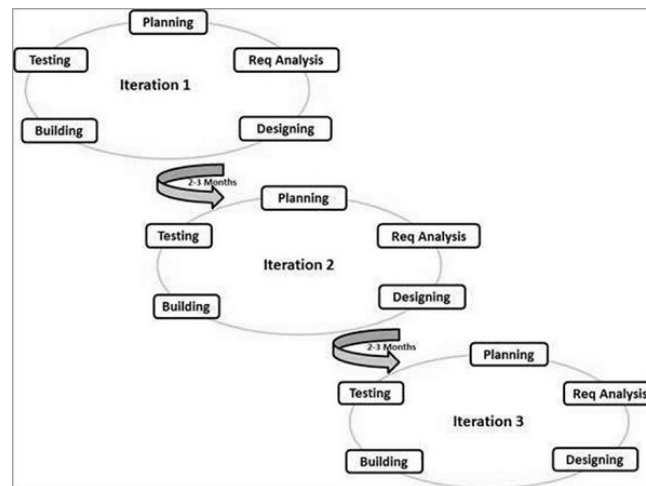 Planning
Testing
Req Analysis
Iteration 1
Building
Designing
2-3 Months
Planning
Testing
Req Analysis
Iteration 2
Building
Designing
2-3 Months
Planning
Testing
Req Analysis
Iteration 3
Building
Designing